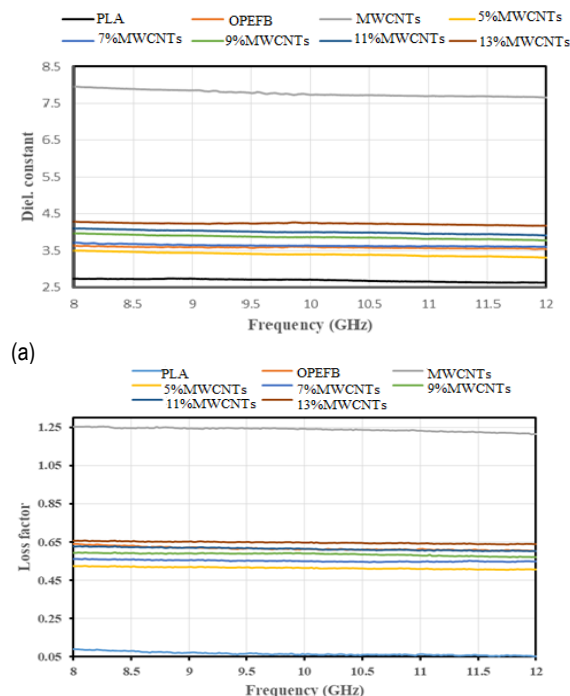 PLA OPEFB MWCNTs 5%MWCNTs
7%MWCNTs 9%MWCNTs 11%MWCNTs 13%MWCNTs
8.5
7.5
6.5
5.5
4.5
3.5
2.5
Diel. constant
8 8.5 9 9.5 10 10.5 11 11.5 12
Frequency (GHz)
(a)
PLA OPEFB MWCNTs
5%MWCNTs 7%MWCNTs 9%MWCNTs
11%MWCNTs 13%MWCNTs
1.25
1.05
0.85
0.65
0.45
0.25
0.05
Loss factor
8 8.5 9 9.5 10 10.5 11 11.5 12
Frequency (GHz)